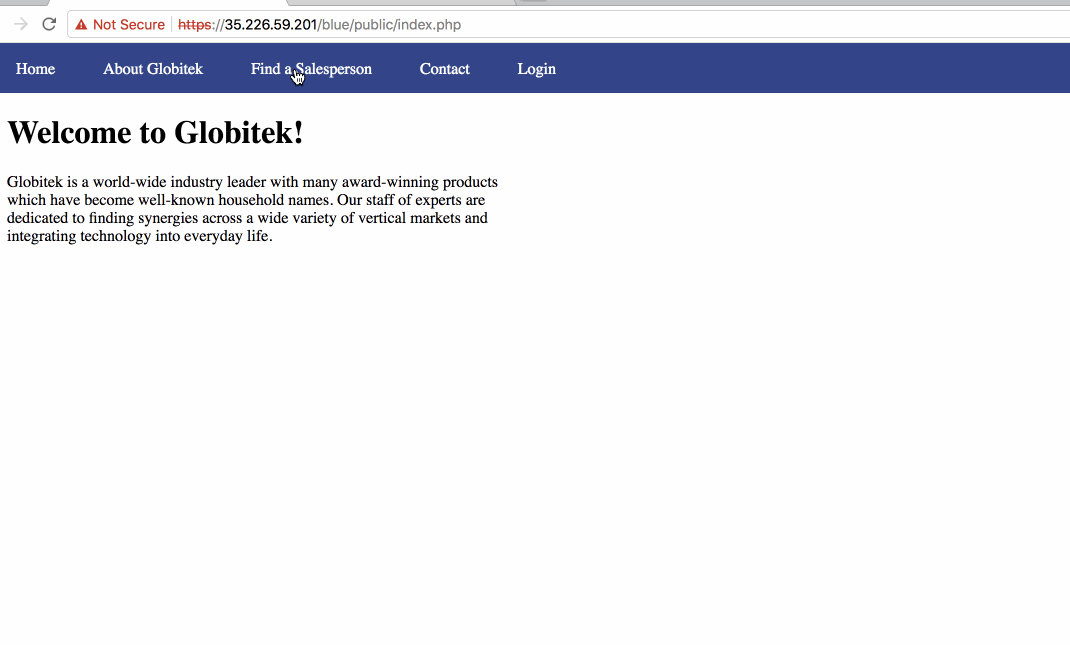 Not Secure https://35.226.59.201/blue/public/index.php
Home About Globitek Find a Salesperson Contact Login
Welcome to Globitek!
Globitek is a world-wide industry leader with many award-winning products
which have become well-known household names. Our staff of experts are
dedicated to finding synergies across a wide variety of vertical markets and
integrating technology into everyday life.